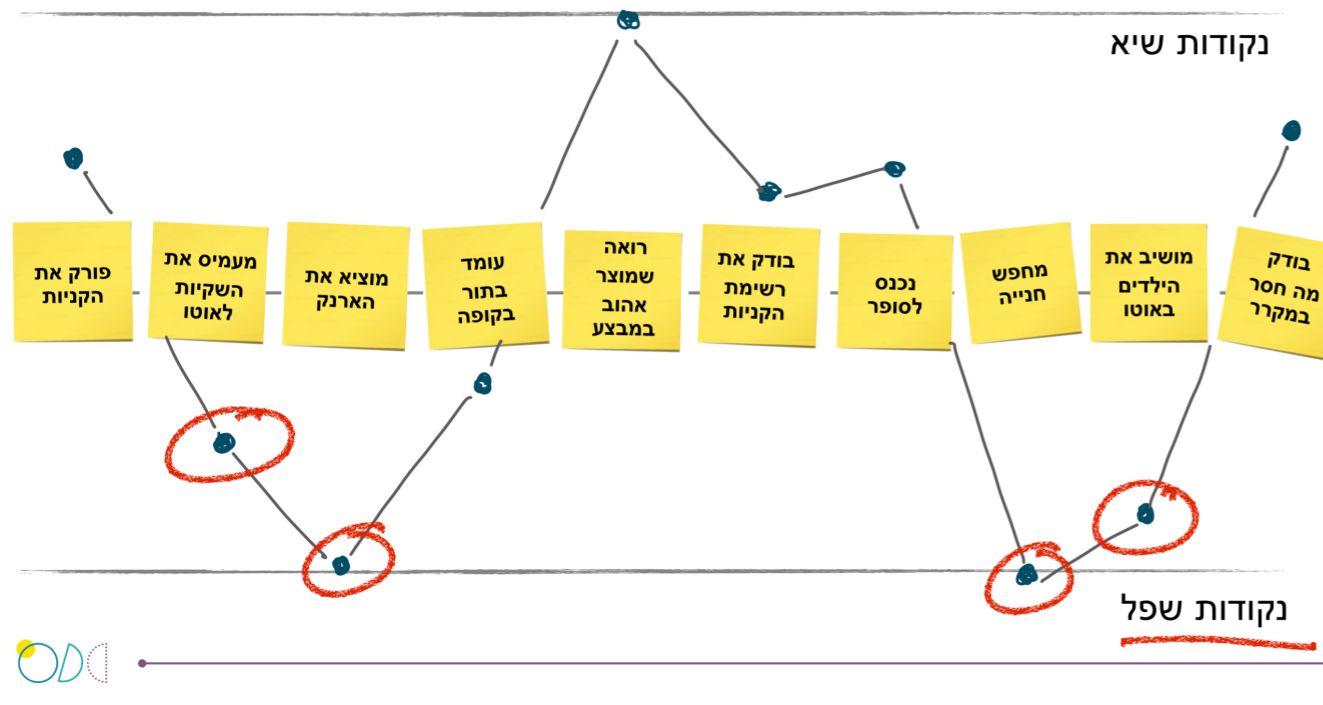 נקודות שיא
בודק
מה חסר
במקרר
מושיב את
הילדים
באוטו
מחפש
חנייה
נכנס
לסופר
בודק את
רשימת
הקניות
רואה
שמוצר
אהוב
במבצע
עומד
בתור
בקופה
מוציא את
הארנק
מעמיס את
השקיות
לאוטו
פורק את
הקניות
נקודות שפל